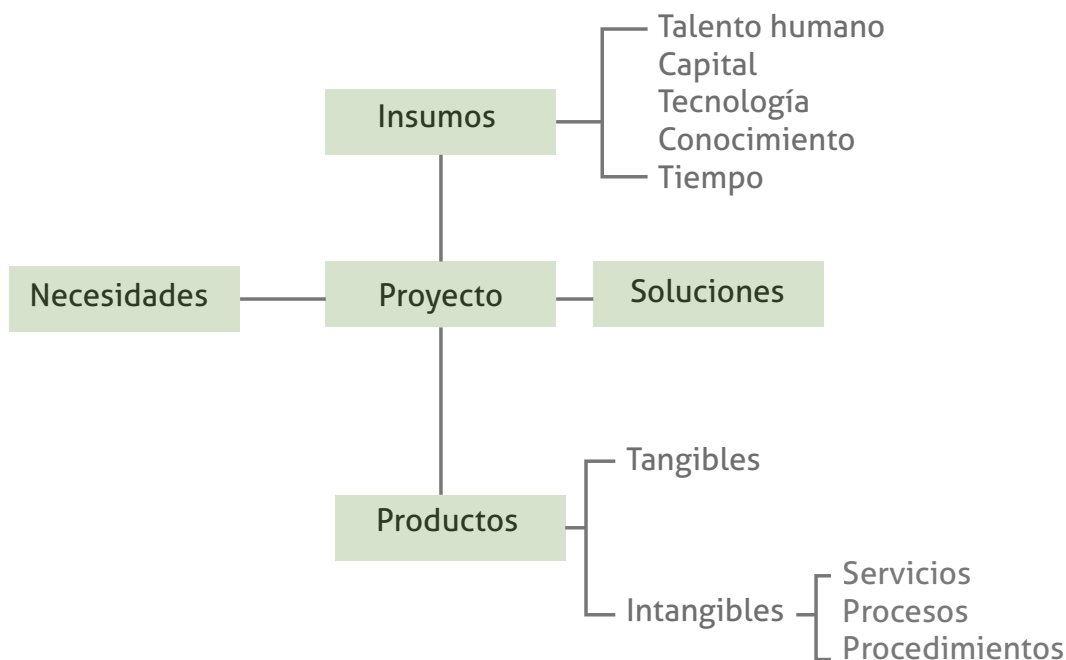 Talento humano
Capital
Insumos
Tecnología
Conocimiento
Tiempo
Necesidades
Proyecto
Soluciones
Tangibles
Productos
Intangibles
Servicios
Procesos
Procedimientos